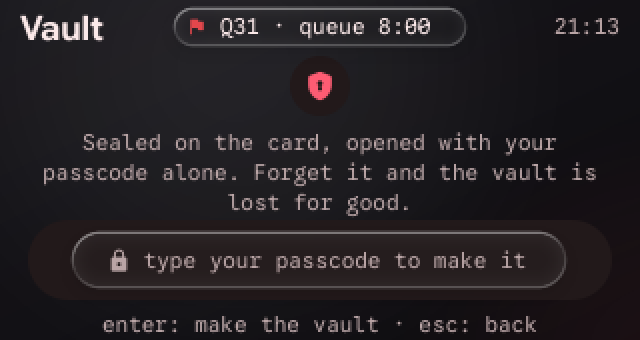 Vault
Q31 · queue 8:00
21:13
Sealed on the card, opened with your
passcode alone. Forget it and the vault is
lost for good.
type your passcode to make it
enter: make the vault · esc: back